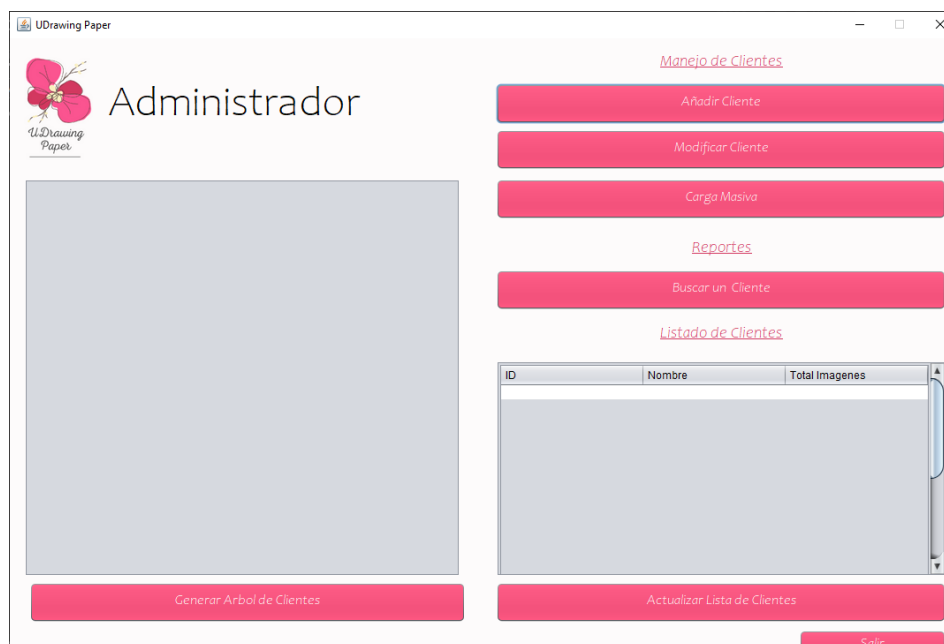 UDrawing Paper
U.Drawing
Paper
Administrador
Manejo de Clientes
Añadir Cliente
Modificar Cliente
Carga Masiva
Reportes
Buscar un Cliente
Listado de Clientes
ID Nombre Total Imagenes
Generar Arbol de Clientes
Actualizar Lista de Clientes
Salir